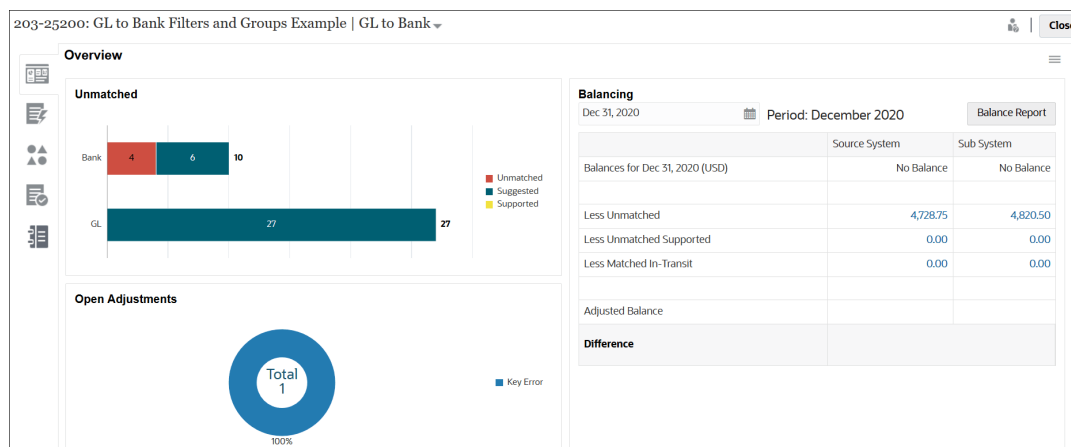 203-25200: GL to Bank Filters and Groups Example | GL to Bank
Close
Overview
Unmatched
Bank 4 6 10
GL 27 27
Unmatched
Suggested
Supported
Open Adjustments
Total
1
100%
Key Error
Balancing
Dec 31, 2020 Period: December 2020 Balance Report
Source System Sub System
Balances for Dec 31, 2020 (USD) No Balance No Balance
Less Unmatched 4,728.75 4,820.50
Less Unmatched Supported 0.00 0.00
Less Matched In-Transit 0.00 0.00
Adjusted Balance
Difference